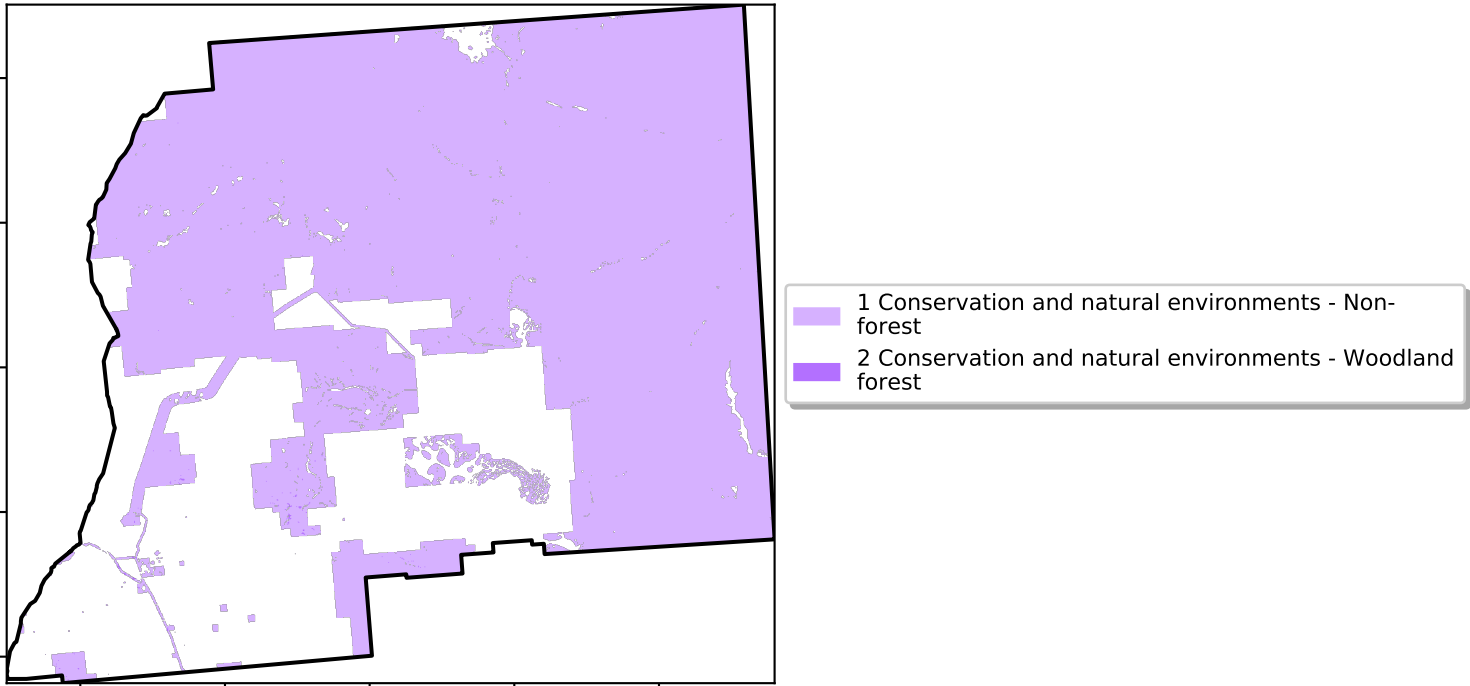 1 Conservation and natural environments - Non-
forest
2 Conservation and natural environments - Woodland
forest